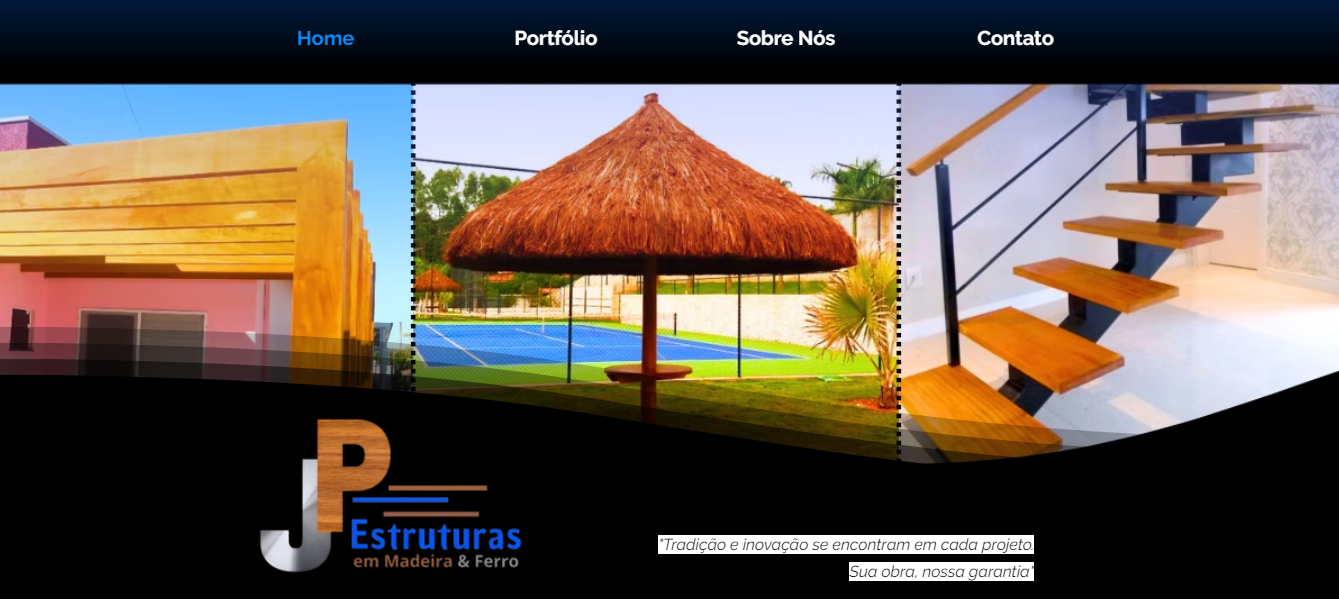 Home Portfólio Sobre Nós Contato
JP
Estruturas
em Madeira & Ferro
"Tradição e inovação se encontram em cada projeto.
Sua obra, nossa garantia"